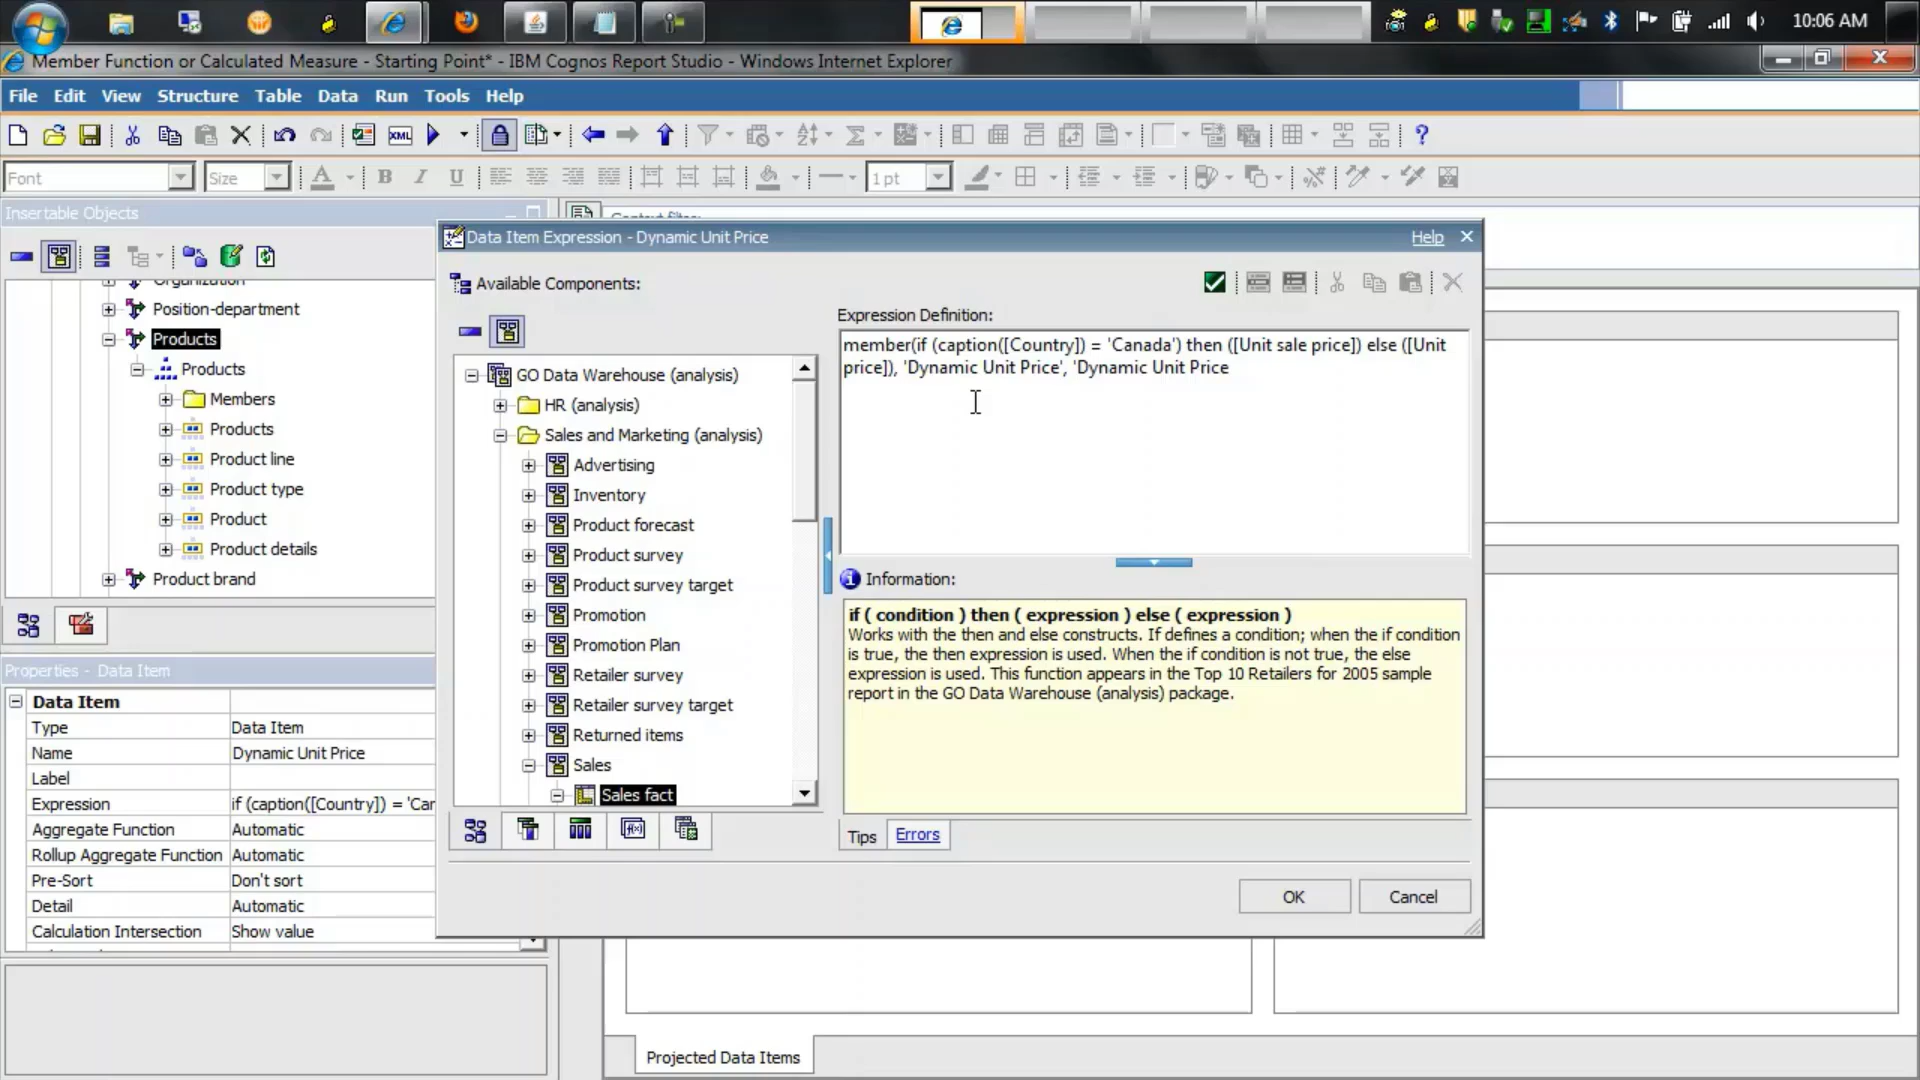 10:06 AM
Member Function or Calculated Measure - Starting Point* - IBM Cognos Report Studio - Windows Internet Explorer
File Edit View Structure Table Data Run Tools Help
XML
Font Size A B I U 1 pt
Insertable Objects
Data Item Expression - Dynamic Unit Price Help
Available Components:
Position-department
Products
Products
Members
Products
Product line
Product type
Product
Product details
Product brand
GO Data Warehouse (analysis)
HR (analysis)
Sales and Marketing (analysis)
Advertising
Inventory
Product forecast
Product survey
Product survey target
Promotion
Promotion Plan
Retailer survey
Retailer survey target
Returned items
Sales
Sales fact
Expression Definition:
member(if (caption([Country]) = 'Canada') then ([Unit sale price]) else ([Unit
price]), 'Dynamic Unit Price', 'Dynamic Unit Price
Information:
if ( condition ) then ( expression ) else ( expression )
Works with the then and else constructs. If defines a condition; when the if condition
is true, the then expression is used. When the if condition is not true, the else
expression is used. This function appears in the Top 10 Retailers for 2005 sample
report in the GO Data Warehouse (analysis) package.
Tips Errors
OK Cancel
Properties - Data Item
Data Item
Type Data Item
Name Dynamic Unit Price
Label
Expression if (caption([Country]) = 'Car
Aggregate Function Automatic
Rollup Aggregate Function Automatic
Pre-Sort Don't sort
Detail Automatic
Calculation Intersection Show value
Projected Data Items